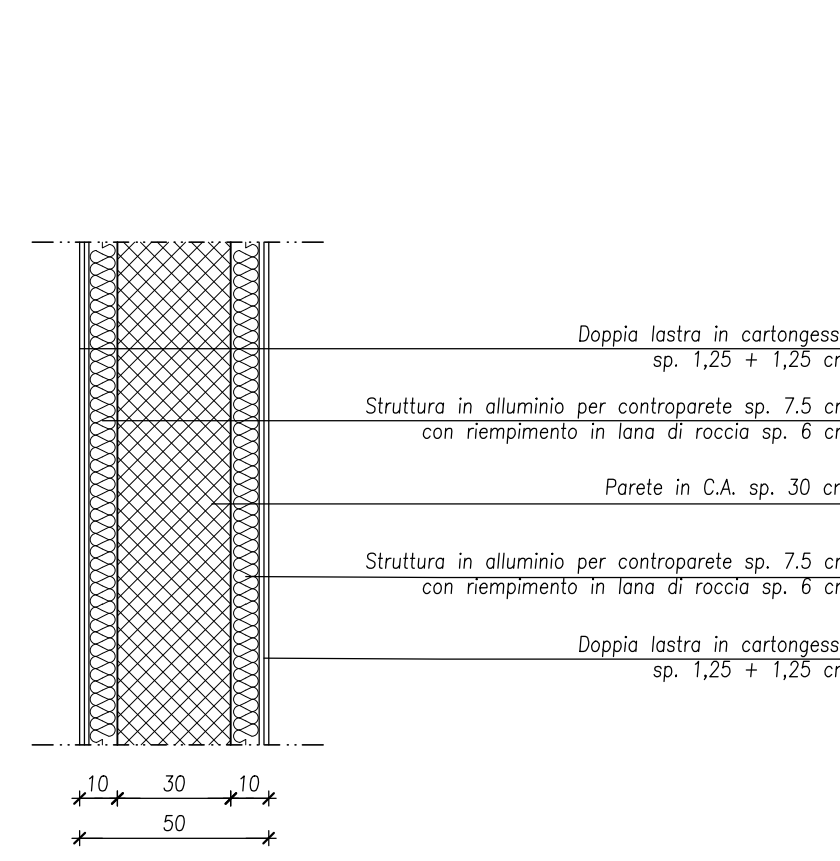 Doppia lastra in cartongess
sp. 1,25 + 1,25 cr
Struttura in alluminio per controparete sp. 7.5 cr
con riempimento in lana di roccia sp. 6 cr
Parete in C.A. sp. 30 cr
Struttura in alluminio per controparete sp. 7.5 cr
con riempimento in lana di roccia sp. 6 cr
Doppia lastra in cartongess
sp. 1,25 + 1,25 cr
10 30 10
50